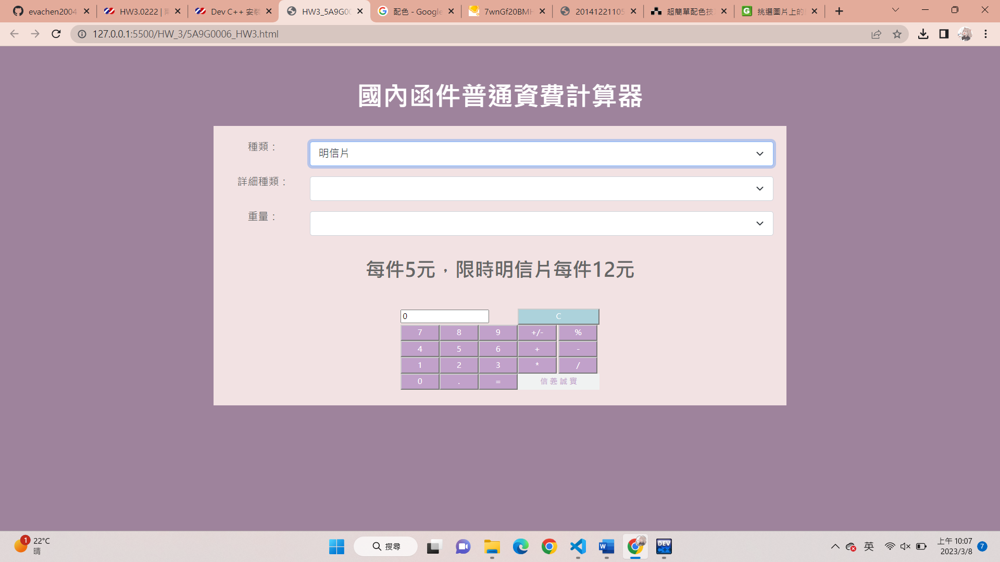 evachen2004
HW3.0222 |
Dev C++ 安裝
HW3_5A9G00
配色 - Google
7wnGf20BMH
20141221105
超簡單配色技
挑選圖片上的
127.0.0.1:5500/HW_3/5A9G0006_HW3.html
國內函件普通資費計算器
種類：
明信片
詳細種類：
重量：
每件5元，限時明信片每件12元
0
C
7 8 9 +/- %
4 5 6 + -
1 2 3 * /
0 . = 信 義 誠 實
1
22°C
晴
搜尋
DEV
C++
英
上午 10:07
2023/3/8
7